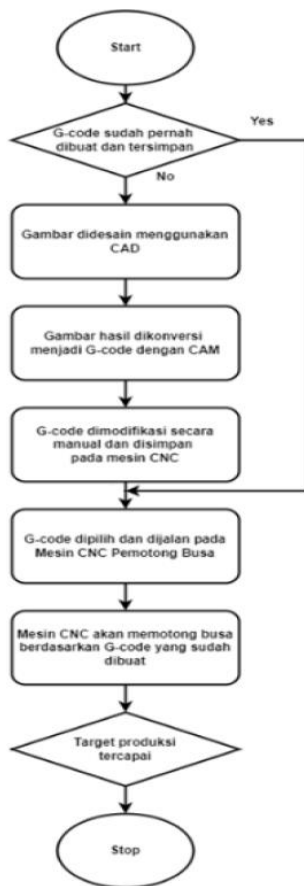 Start
G-code sudah pernah
dibuat dan tersimpan
Yes
No
Gambar didesain menggunakan
CAD
Gambar hasil dikonversi
menjadi G-code dengan CAM
G-code dimodifikasi secara
manual dan disimpan
pada mesin CNC
G-code dipilih dan dijalan pada
Mesin CNC Pemotong Busa
Mesin CNC akan memotong busa
berdasarkan G-code yang sudah
dibuat
Target produksi
tercapai
Stop